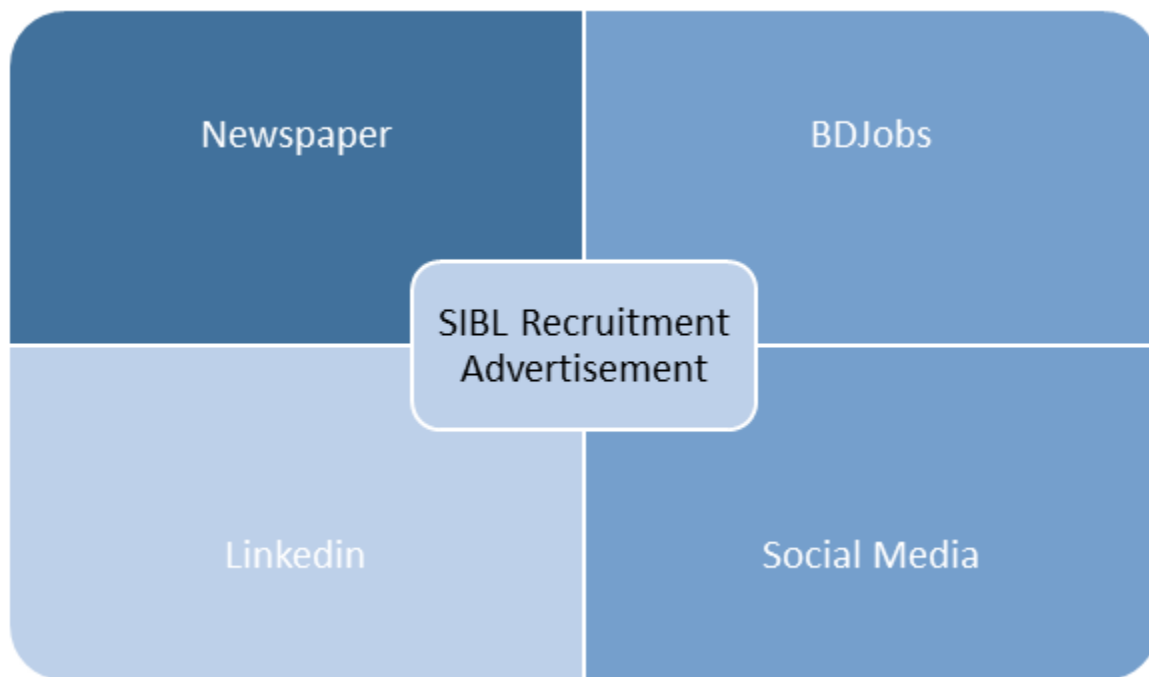 Newspaper
BDJobs
SIBL Recruitment
Advertisement
Linkedin
Social Media